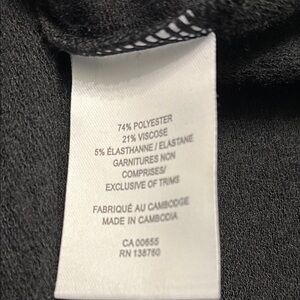 74% POLYESTER
21% VISCOSE
5% ÉLASTHANNE / ELASTANE
GARNITURES NON
COMPRISES/
EXCLUSIVE OF TRIMS
FABRIQUÉ AU CAMBODGE
MADE IN CAMBODIA
CA 00655
RN 138760